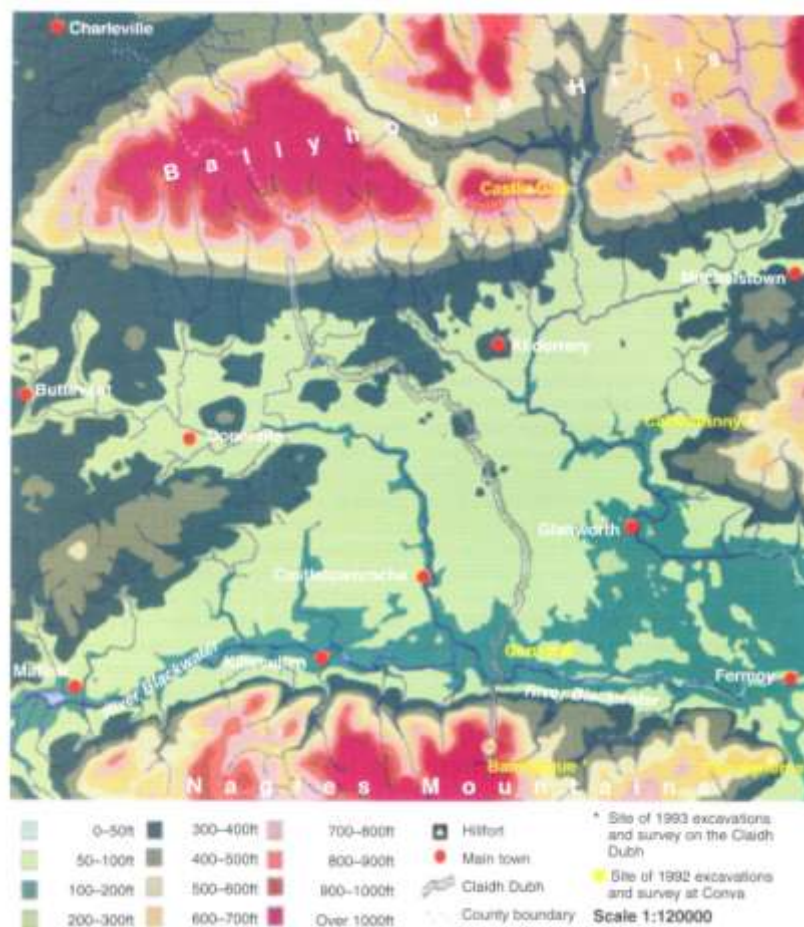 Charleville
Ballyhoura Hills
Castle Gap
Mitchelstown
Kildorrery
Buttevant
Doneraile
Glanworth
Castletownroche
River Blackwater
Killavullen
Fermoy
River Blackwater
Nagles Mountains
0–50ft
50–100ft
100–200ft
200–300ft
300–400ft
400–500ft
500–600ft
600–700ft
700–800ft
800–900ft
900–1000ft
Over 1000ft
Hillfort
Main town
Claidh Dubh
County boundary
* Site of 1993 excavations
and survey on the Claidh
Dubh
Site of 1992 excavations
and survey at Conva
Scale 1:120000